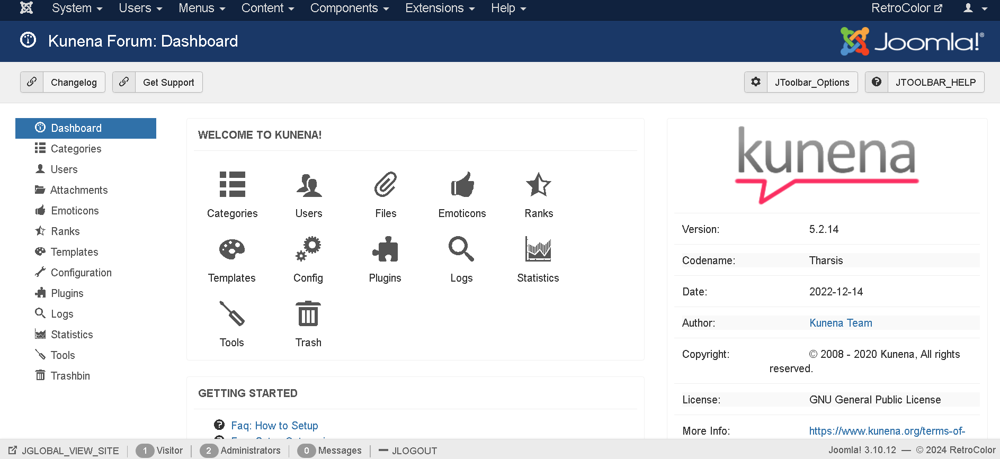 System Users Menus Content Components Extensions Help RetroColor
Kunena Forum: Dashboard Joomla!®
Changelog Get Support JToolbar_Options JTOOLBAR_HELP
Dashboard
Categories
Users
Attachments
Emoticons
Ranks
Templates
Configuration
Plugins
Logs
Statistics
Tools
Trashbin
WELCOME TO KUNENA!
Categories Users Files Emoticons Ranks
Templates Config Plugins Logs Statistics
Tools Trash
GETTING STARTED
Faq: How to Setup
kunena
Version: 5.2.14
Codename: Tharsis
Date: 2022-12-14
Author: Kunena Team
Copyright: © 2008 - 2020 Kunena, All rights
reserved.
License: GNU General Public License
More Info: https://www.kunena.org/terms-of-
JGLOBAL_VIEW_SITE 1 Visitor 2 Administrators 0 Messages JLOGOUT Joomla! 3.10.12 — © 2024 RetroColor